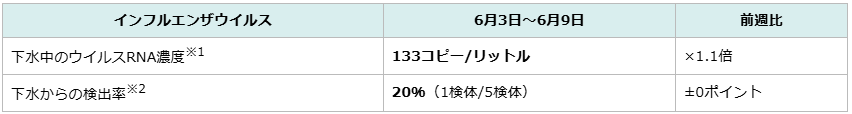 インフルエンザウイルス 6月3日～6月9日 前週比
下水中のウイルスRNA濃度※1 133コピー/リットル ×1.1倍
下水からの検出率※2 20%（1検体/5検体） ±0ポイント